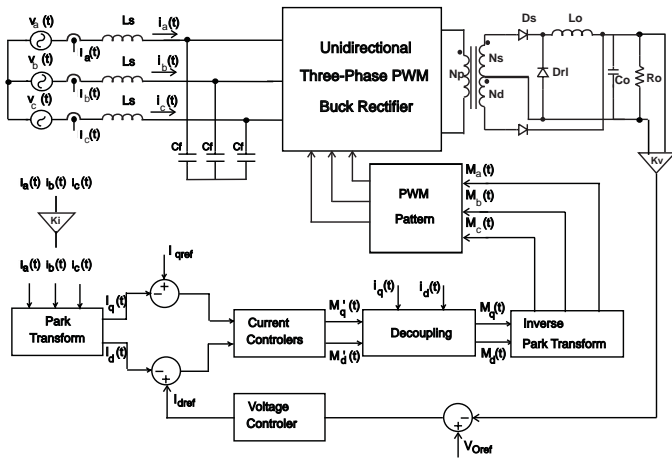 va(t) Ls ia(t)
Ia(t)
vb(t) Ls ib(t)
Ib(t)
vc(t) Ls ic(t)
Ic(t)
Cf Cf Cf
Unidirectional
Three-Phase PWM
Buck Rectifier
Np
Ns
Nd
Ds
Lo
Drl
Co
Ro
Kv
Ia(t) Ib(t) Ic(t)
Ki
Ia(t) Ib(t) Ic(t)
PWM
Pattern
Ma(t)
Mb(t)
Mc(t)
Park
Transform
Iq(t)
Id(t)
Iqref
− +
− +
Idref
Current
Controlers
Mq'(t)
Md'(t)
iq(t) id(t)
Decoupling
Mq(t)
Md(t)
Inverse
Park Transform
Voltage
Controler
− +
VOref